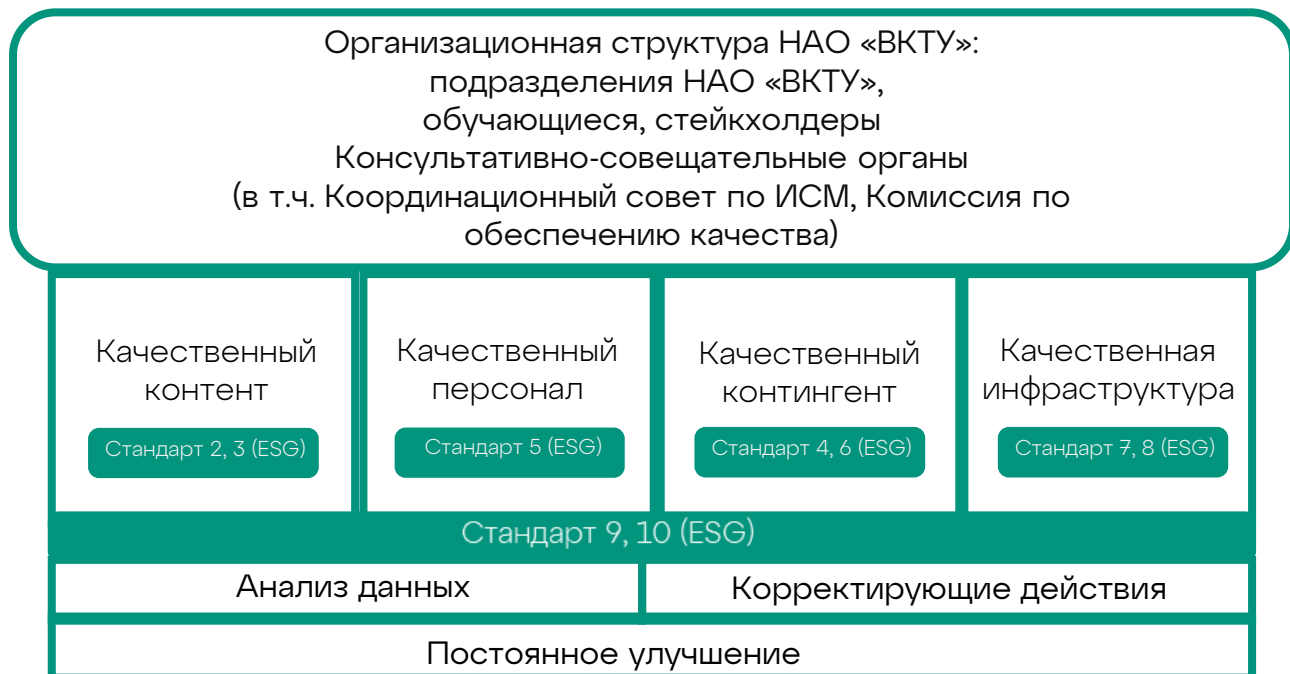 Организационная структура НАО «ВКТУ»:
подразделения НАО «ВКТУ»,
обучающиеся, стейкхолдеры
Консультативно-совещательные органы
(в т.ч. Координационный совет по ИСМ, Комиссия по
обеспечению качества)
Качественный
контент
Стандарт 2, 3 (ESG)
Качественный
персонал
Стандарт 5 (ESG)
Качественный
контингент
Стандарт 4, 6 (ESG)
Качественная
инфраструктура
Стандарт 7, 8 (ESG)
Стандарт 9, 10 (ESG)
Анализ данных
Корректирующие действия
Постоянное улучшение